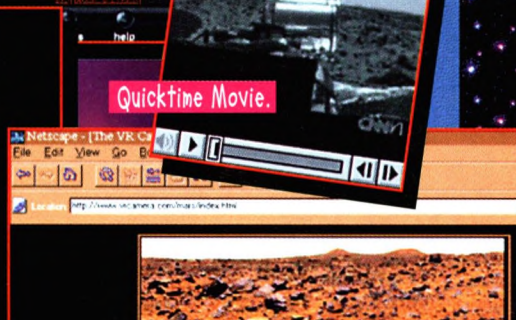 s help
Quicktime Movie.
CNN
Netscape - [The VR Ca
File Edit View Go B
Location: http://www.vrcamera.com/mars/index.html